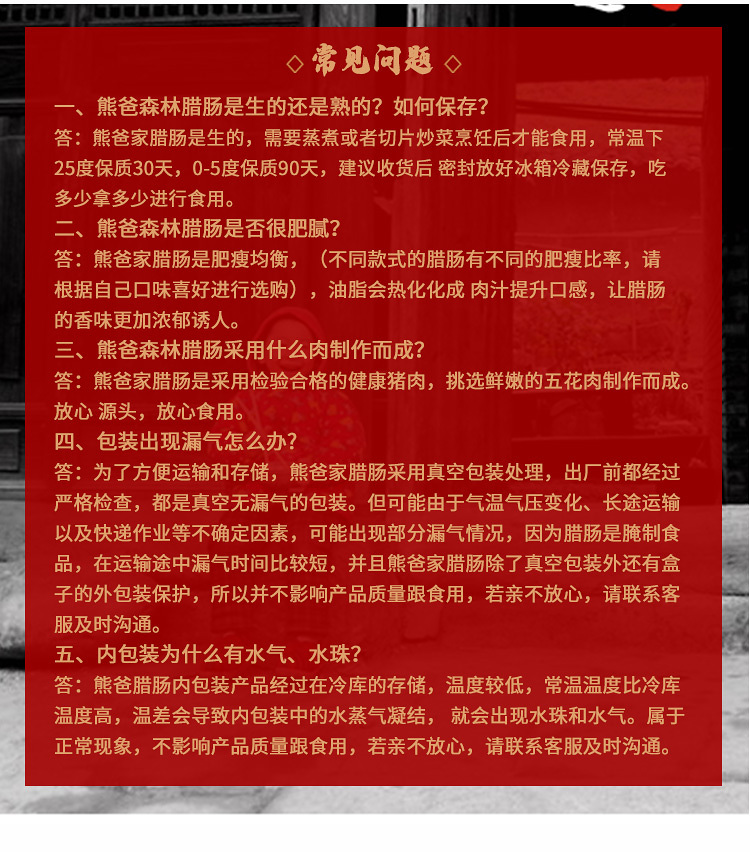 ◇ 常见问题 ◇
一、熊爸森林腊肠是生的还是熟的？如何保存？
答：熊爸家腊肠是生的，需要蒸煮或者切片炒菜烹饪后才能食用，常温下
25度保质30天，0-5度保质90天，建议收货后 密封放好冰箱冷藏保存，吃
多少拿多少进行食用。
二、熊爸森林腊肠是否很肥腻？
答：熊爸家腊肠是肥瘦均衡，（不同款式的腊肠有不同的肥瘦比率，请
根据自己口味喜好进行选购），油脂会热化化成 肉汁提升口感，让腊肠
的香味更加浓郁诱人。
三、熊爸森林腊肠采用什么肉制作而成？
答：熊爸家腊肠是采用检验合格的健康猪肉，挑选鲜嫩的五花肉制作而成。
放心 源头，放心食用。
四、包装出现漏气怎么办?
答：为了方便运输和存储，熊爸家腊肠采用真空包装处理，出厂前都经过
严格检查，都是真空无漏气的包装。但可能由于气温气压变化、长途运输
以及快递作业等不确定因素，可能出现部分漏气情况，因为腊肠是腌制食
品，在运输途中漏气时间比较短，并且熊爸家腊肠除了真空包装外还有盒
子的外包装保护，所以并不影响产品质量跟食用，若亲不放心，请联系客
服及时沟通。
五、内包装为什么有水气、水珠？
答：熊爸腊肠内包装产品经过在冷库的存储，温度较低，常温温度比冷库
温度高，温差会导致内包装中的水蒸气凝结， 就会出现水珠和水气。属于
正常现象，不影响产品质量跟食用，若亲不放心，请联系客服及时沟通。